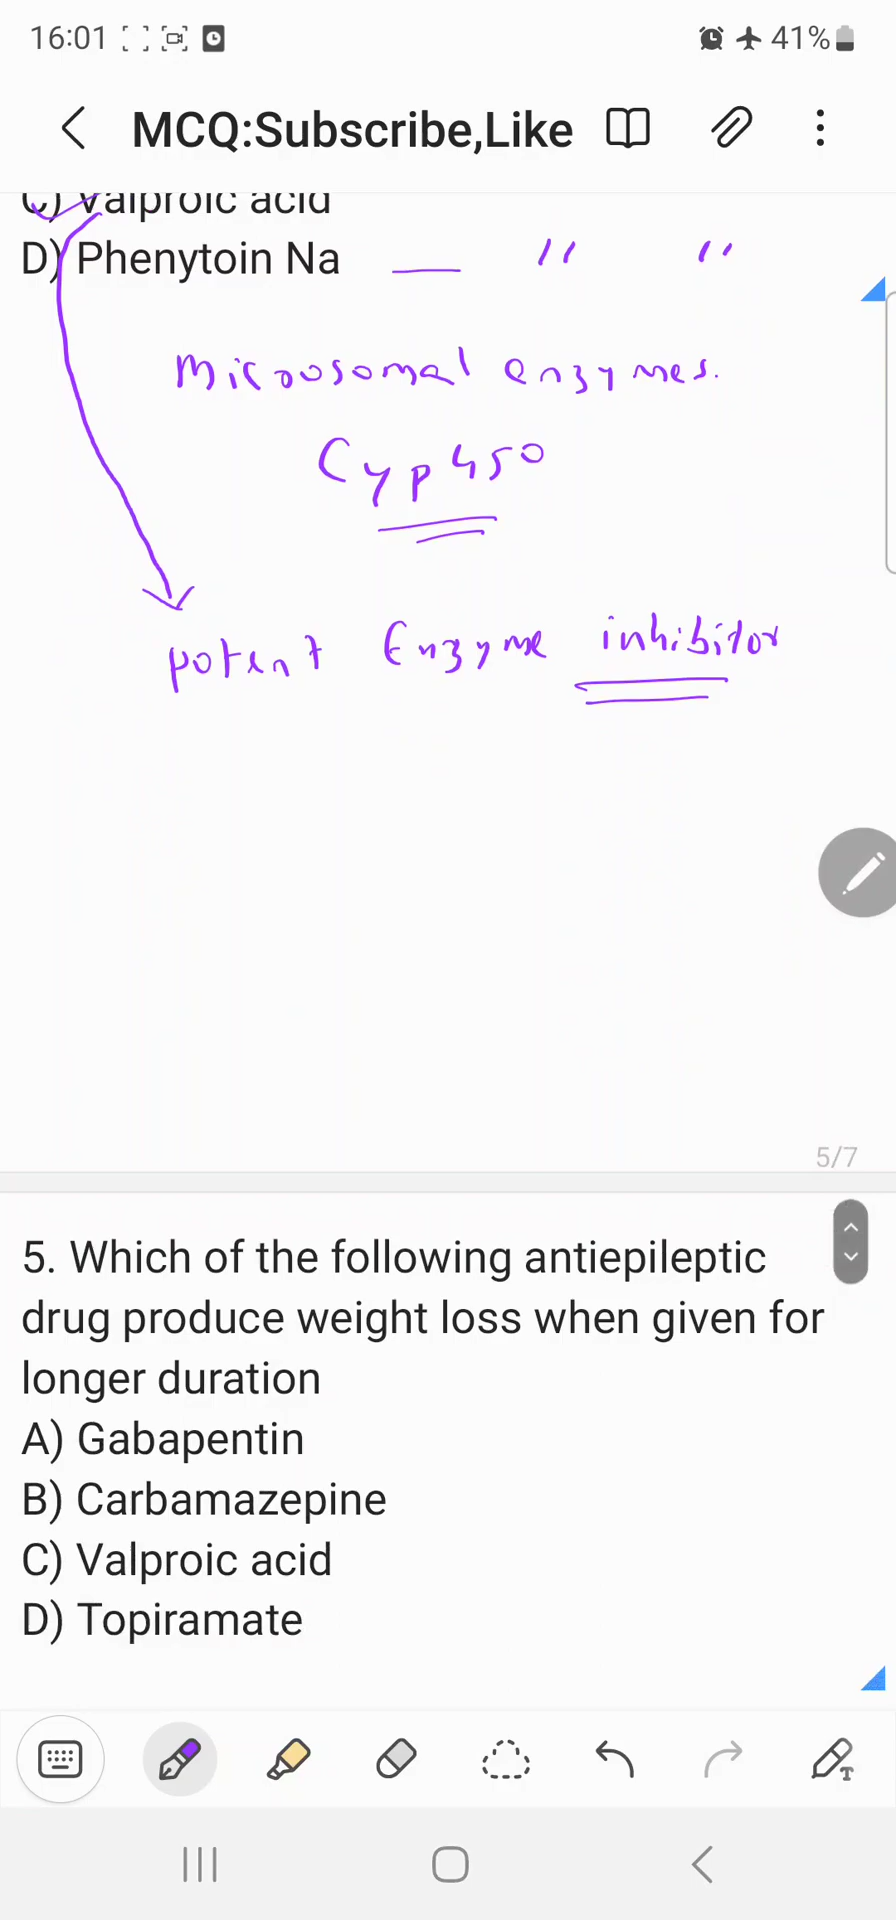 16:01 41%
MCQ:Subscribe,Like
C) Valproic acid
D) Phenytoin Na — " "
Microsomal enzymes.
Cyp450
potent Enzyme inhibitor
5/7
5. Which of the following antiepileptic
drug produce weight loss when given for
longer duration
A) Gabapentin
B) Carbamazepine
C) Valproic acid
D) Topiramate